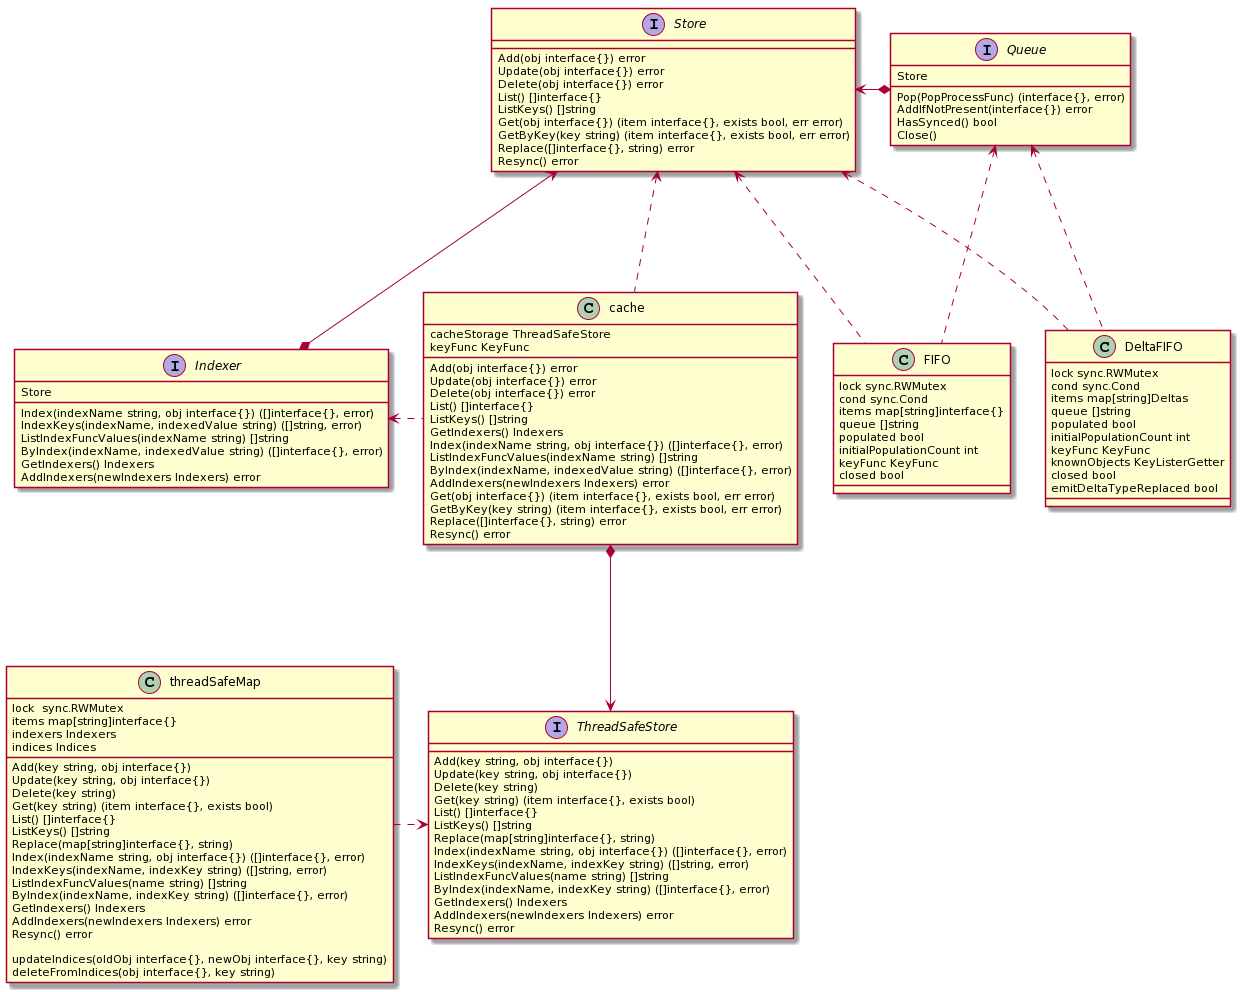 I Store
Add(obj interface{}) error
Update(obj interface{}) error
Delete(obj interface{}) error
List() []interface{}
ListKeys() []string
Get(obj interface{}) (item interface{}, exists bool, err error)
GetByKey(key string) (item interface{}, exists bool, err error)
Replace([]interface{}, string) error
Resync() error
I Queue
Store
Pop(PopProcessFunc) (interface{}, error)
AddIfNotPresent(interface{}) error
HasSynced() bool
Close()
I Indexer
Store
Index(indexName string, obj interface{}) ([]interface{}, error)
IndexKeys(indexName, indexedValue string) ([]string, error)
ListIndexFuncValues(indexName string) []string
ByIndex(indexName, indexedValue string) ([]interface{}, error)
GetIndexers() Indexers
AddIndexers(newIndexers Indexers) error
C cache
cacheStorage ThreadSafeStore
keyFunc KeyFunc
Add(obj interface{}) error
Update(obj interface{}) error
Delete(obj interface{}) error
List() []interface{}
ListKeys() []string
GetIndexers() Indexers
Index(indexName string, obj interface{}) ([]interface{}, error)
ListIndexFuncValues(indexName string) []string
ByIndex(indexName, indexedValue string) ([]interface{}, error)
AddIndexers(newIndexers Indexers) error
Get(obj interface{}) (item interface{}, exists bool, err error)
GetByKey(key string) (item interface{}, exists bool, err error)
Replace([]interface{}, string) error
Resync() error
C FIFO
lock sync.RWMutex
cond sync.Cond
items map[string]interface{}
queue []string
populated bool
initialPopulationCount int
keyFunc KeyFunc
closed bool
C DeltaFIFO
lock sync.RWMutex
cond sync.Cond
items map[string]Deltas
queue []string
populated bool
initialPopulationCount int
keyFunc KeyFunc
knownObjects KeyListerGetter
closed bool
emitDeltaTypeReplaced bool
C threadSafeMap
lock  sync.RWMutex
items map[string]interface{}
indexers Indexers
indices Indices
Add(key string, obj interface{})
Update(key string, obj interface{})
Delete(key string)
Get(key string) (item interface{}, exists bool)
List() []interface{}
ListKeys() []string
Replace(map[string]interface{}, string)
Index(indexName string, obj interface{}) ([]interface{}, error)
IndexKeys(indexName, indexKey string) ([]string, error)
ListIndexFuncValues(name string) []string
ByIndex(indexName, indexKey string) ([]interface{}, error)
GetIndexers() Indexers
AddIndexers(newIndexers Indexers) error
Resync() error
updateIndices(oldObj interface{}, newObj interface{}, key string)
deleteFromIndices(obj interface{}, key string)
I ThreadSafeStore
Add(key string, obj interface{})
Update(key string, obj interface{})
Delete(key string)
Get(key string) (item interface{}, exists bool)
List() []interface{}
ListKeys() []string
Replace(map[string]interface{}, string)
Index(indexName string, obj interface{}) ([]interface{}, error)
IndexKeys(indexName, indexKey string) ([]string, error)
ListIndexFuncValues(name string) []string
ByIndex(indexName, indexKey string) ([]interface{}, error)
GetIndexers() Indexers
AddIndexers(newIndexers Indexers) error
Resync() error